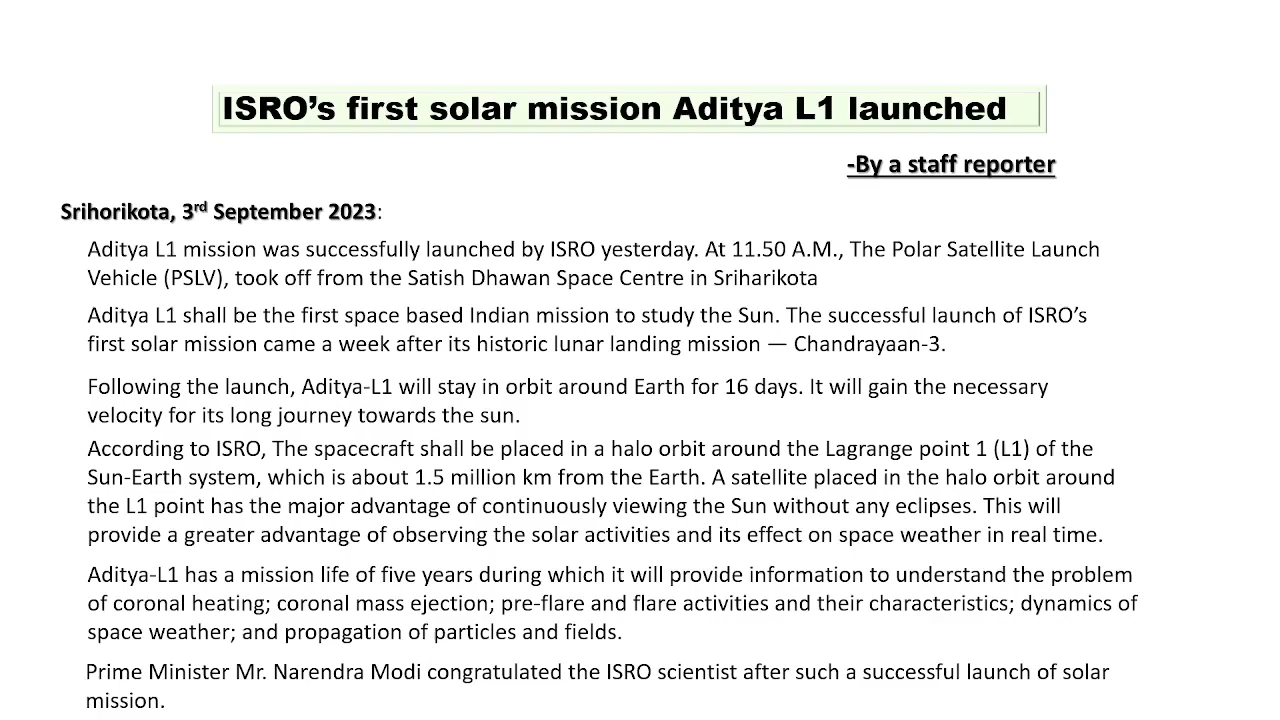 ISRO’s first solar mission Aditya L1 launched
-By a staff reporter
Srihorikota, 3rd September 2023:
Aditya L1 mission was successfully launched by ISRO yesterday. At 11.50 A.M., The Polar Satellite Launch
Vehicle (PSLV), took off from the Satish Dhawan Space Centre in Sriharikota
Aditya L1 shall be the first space based Indian mission to study the Sun. The successful launch of ISRO’s
first solar mission came a week after its historic lunar landing mission — Chandrayaan-3.
Following the launch, Aditya-L1 will stay in orbit around Earth for 16 days. It will gain the necessary
velocity for its long journey towards the sun.
According to ISRO, The spacecraft shall be placed in a halo orbit around the Lagrange point 1 (L1) of the
Sun-Earth system, which is about 1.5 million km from the Earth. A satellite placed in the halo orbit around
the L1 point has the major advantage of continuously viewing the Sun without any eclipses. This will
provide a greater advantage of observing the solar activities and its effect on space weather in real time.
Aditya-L1 has a mission life of five years during which it will provide information to understand the problem
of coronal heating; coronal mass ejection; pre-flare and flare activities and their characteristics; dynamics of
space weather; and propagation of particles and fields.
Prime Minister Mr. Narendra Modi congratulated the ISRO scientist after such a successful launch of solar
mission.